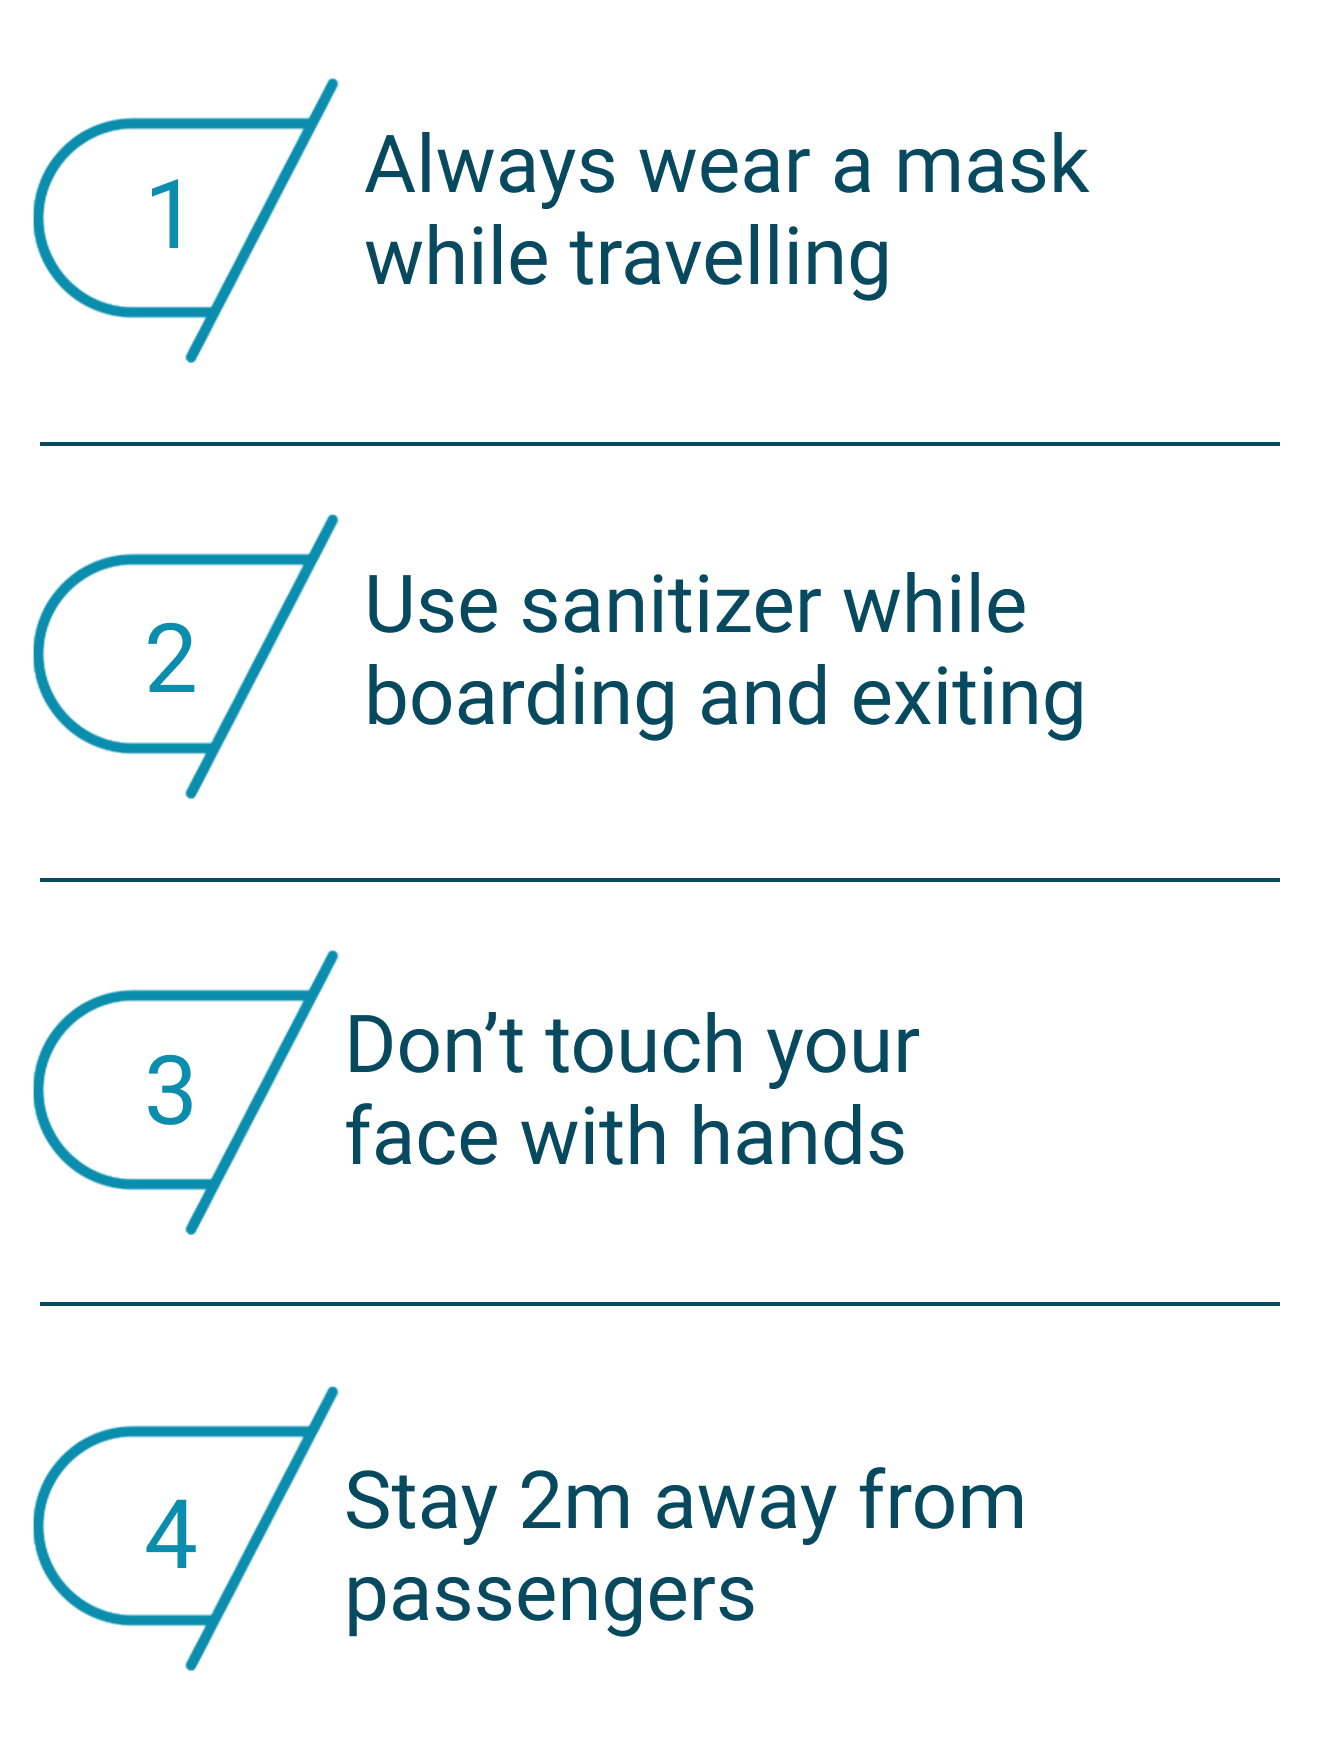 1
Always wear a mask
while travelling
2
Use sanitizer while
boarding and exiting
3
Don’t touch your
face with hands
4
Stay 2m away from
passengers